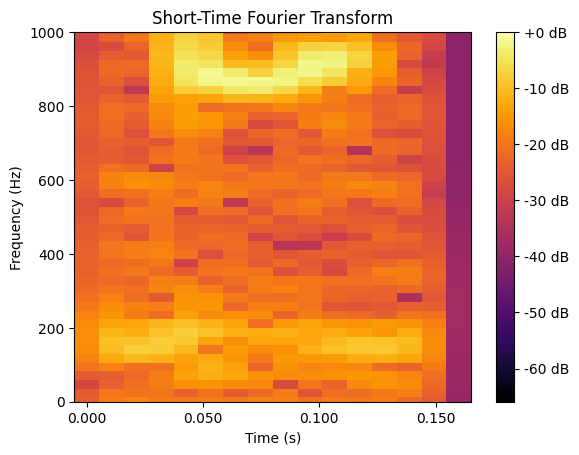 Short-Time Fourier Transform
1000
800
600
400
200
0
Frequency (Hz)
0.000
0.050
0.100
0.150
Time (s)
+0 dB
-10 dB
-20 dB
-30 dB
-40 dB
-50 dB
-60 dB